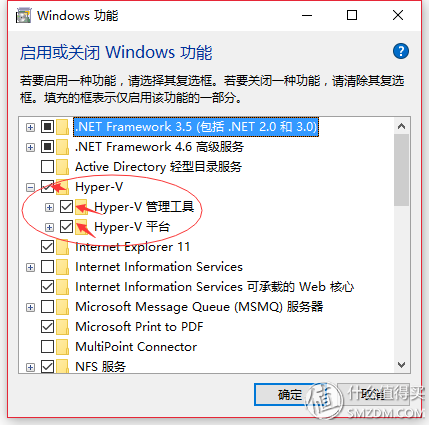 Windows 功能
启用或关闭 Windows 功能
若要启用一种功能，请选择其复选框。若要关闭一种功能，请清除其复选
框。填充的框表示仅启用该功能的一部分。
.NET Framework 3.5 (包括 .NET 2.0 和 3.0)
.NET Framework 4.6 高级服务
Active Directory 轻型目录服务
Hyper-V
Hyper-V 管理工具
Hyper-V 平台
Internet Explorer 11
Internet Information Services
Internet Information Services 可承载的 Web 核心
Microsoft Message Queue (MSMQ) 服务器
Microsoft Print to PDF
MultiPoint Connector
NFS 服务
确定 取消
值 什么值得买
SMZDM.COM